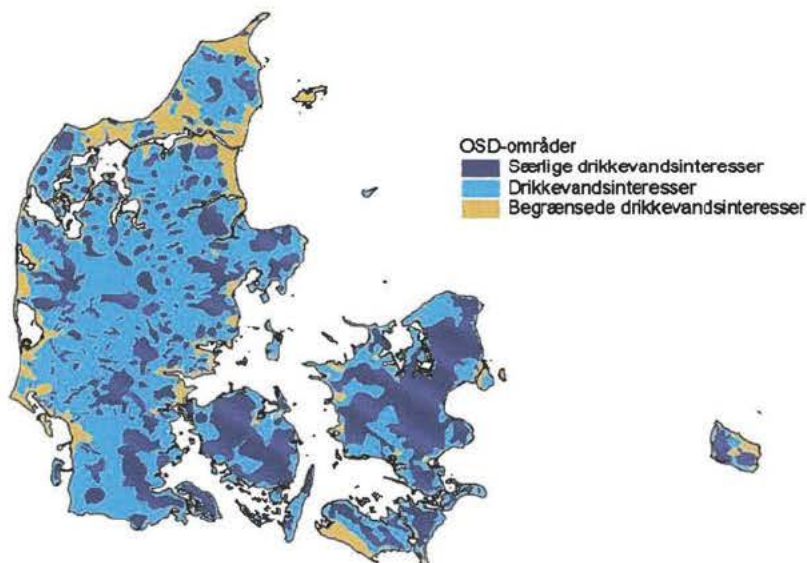 OSD-områder
Særlige drikkevandsinteresser
Drikkevandsinteresser
Begrænsede drikkevandsinteresser